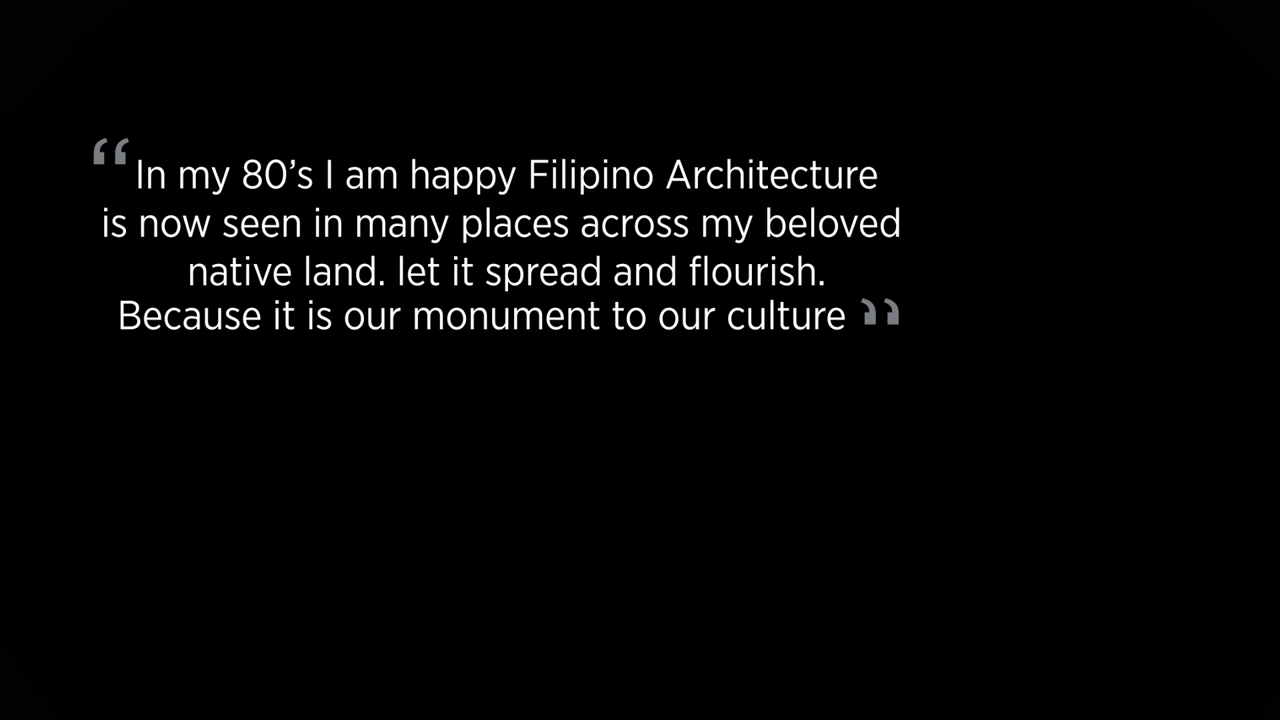 “In my 80’s I am happy Filipino Architecture
is now seen in many places across my beloved
native land. let it spread and flourish.
Because it is our monument to our culture ”